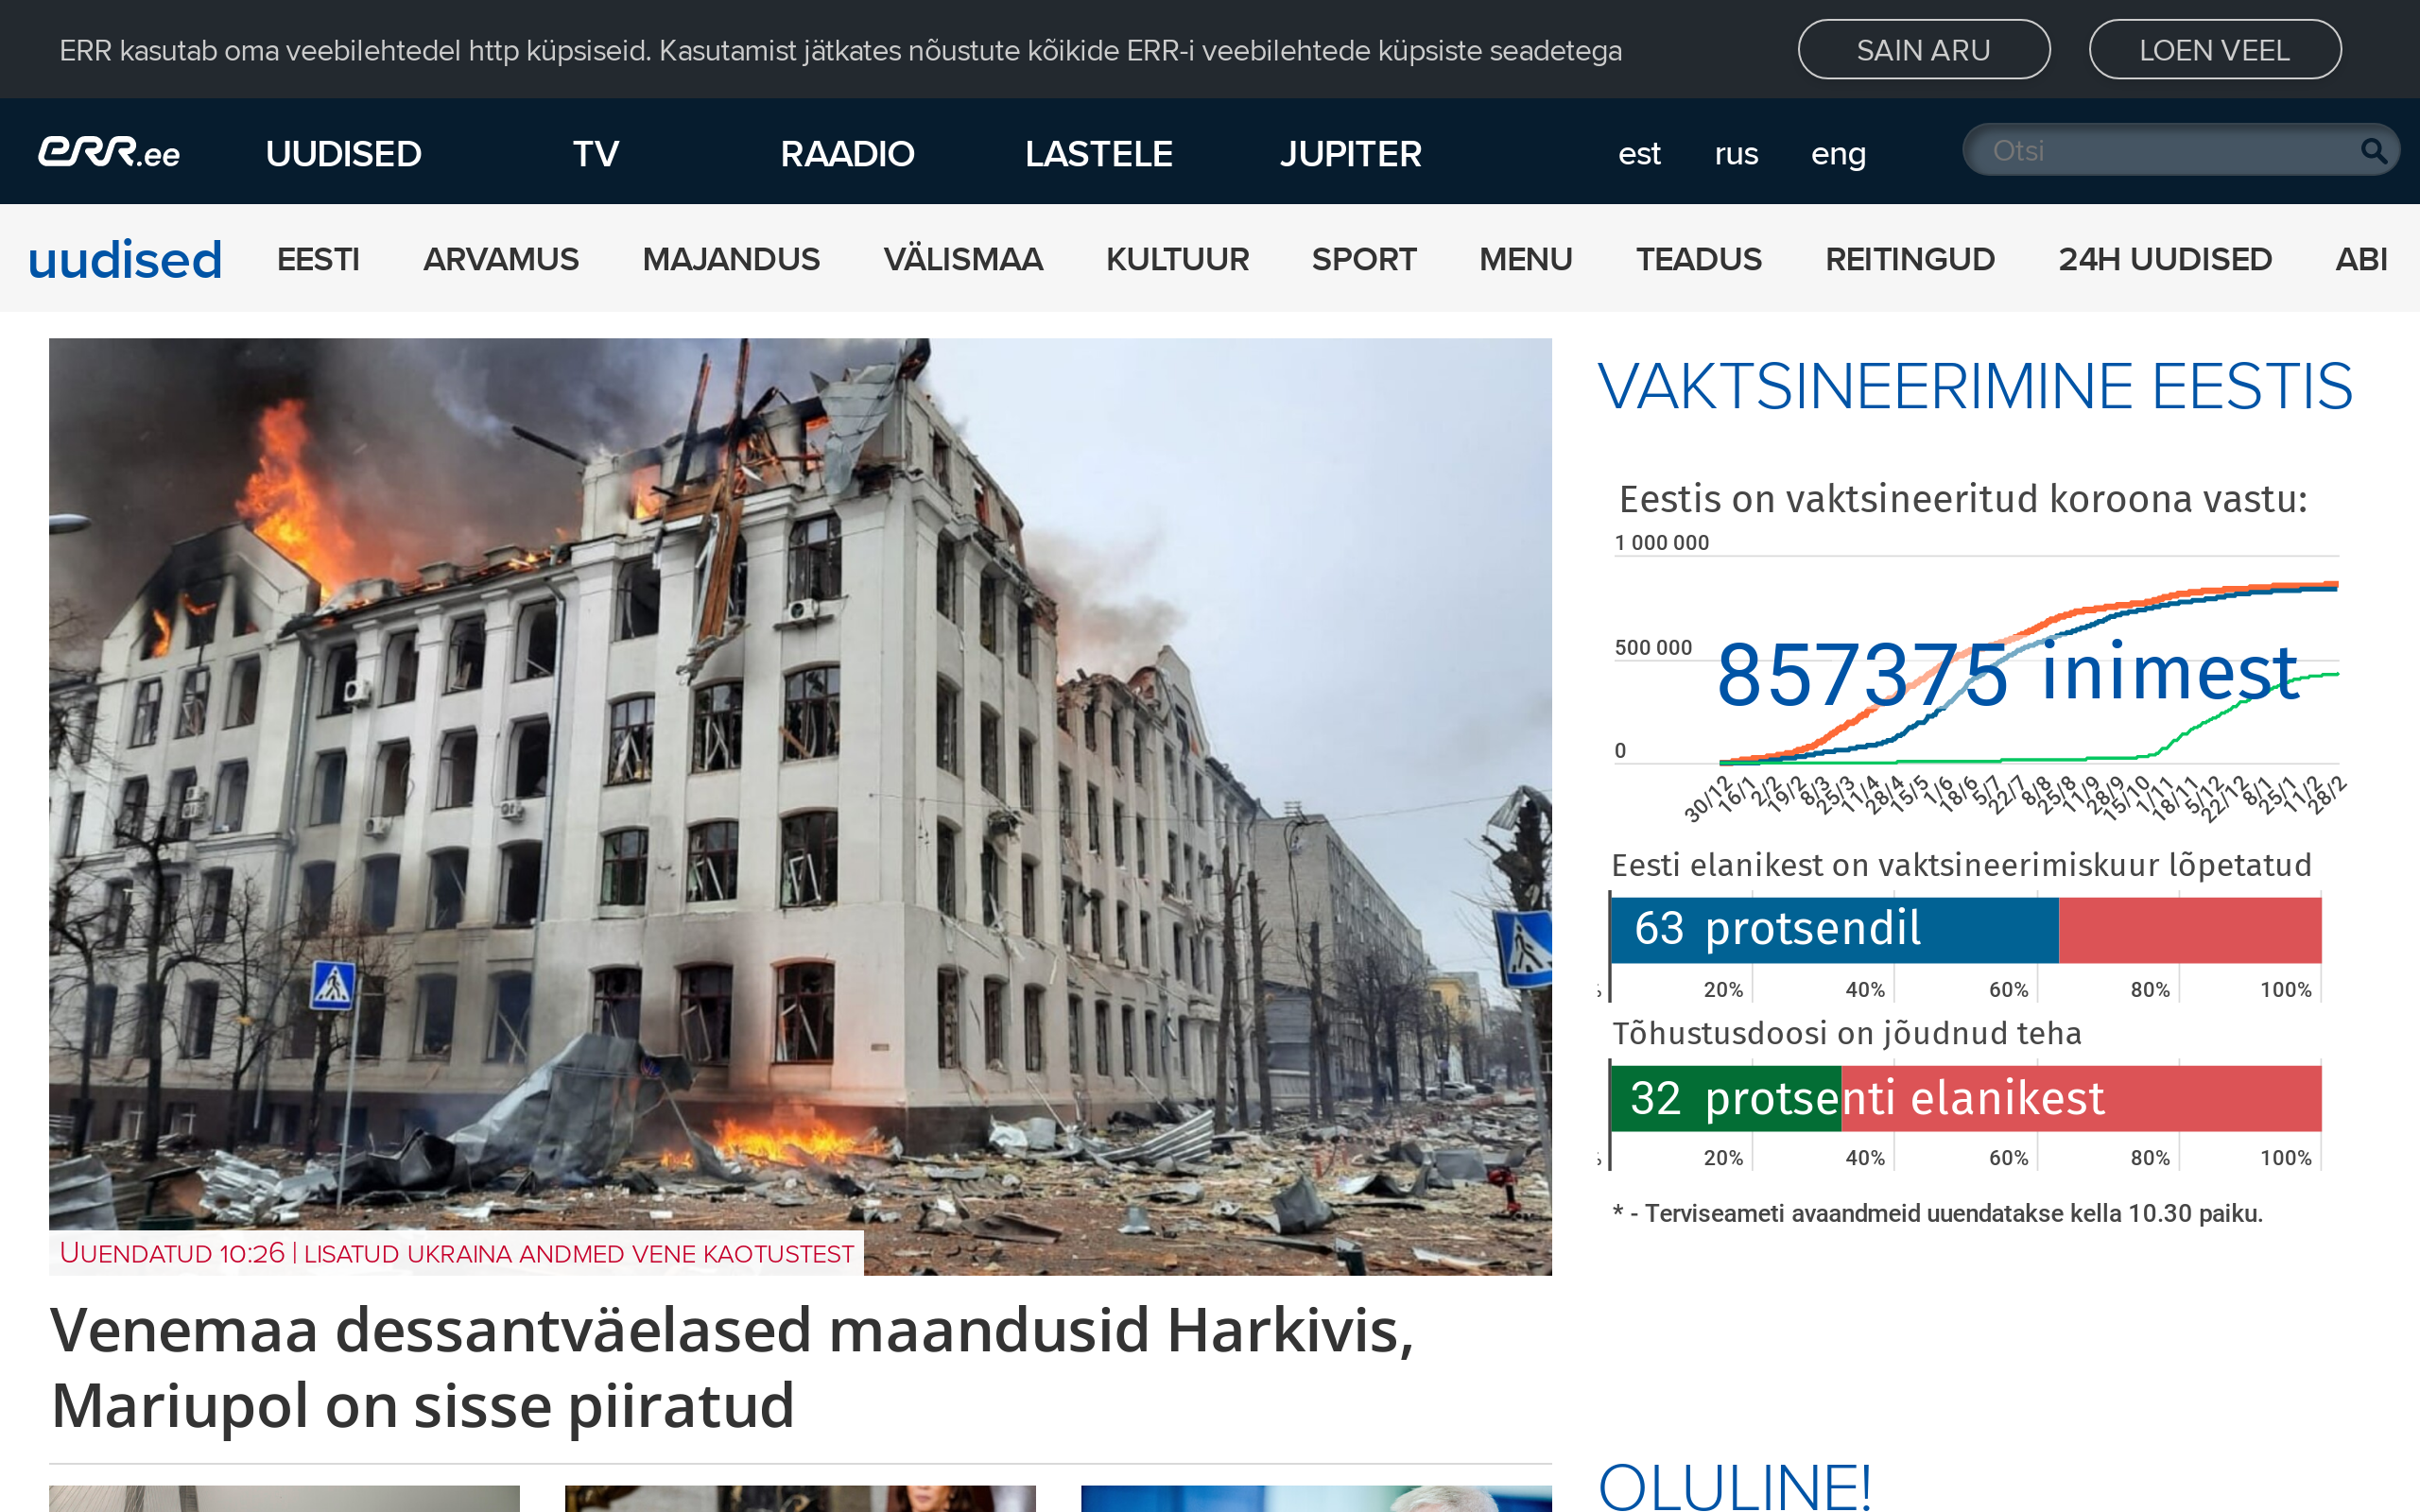 ERR kasutab oma veebilehtedel http küpsiseid. Kasutamist jätkates nõustute kõikide ERR-i veebilehtede küpsiste seadetega
SAIN ARU
LOEN VEEL
err.ee
UUDISED
TV
RAADIO
LASTELE
JUPITER
est
rus
eng
Otsi
uudised
EESTI
ARVAMUS
MAJANDUS
VÄLISMAA
KULTUUR
SPORT
MENU
TEADUS
REITINGUD
24H UUDISED
ABI
UUENDATUD 10:26 | LISATUD UKRAINA ANDMED VENE KAOTUSTEST
Venemaa dessantväelased maandusid Harkivis,
Mariupol on sisse piiratud
VAKTSINEERIMINE EESTIS
Eestis on vaktsineeritud koroona vastu:
1 000 000
500 000
857375 inimest
0
30/12 16/1 2/2 19/2 8/3 25/3 11/4 28/4 15/5 1/6 18/6 5/7 22/7 8/8 25/8 11/9 28/9 15/10 1/11 18/11 5/12 22/12 8/1 25/1 11/2 28/2
Eesti elanikest on vaktsineerimiskuur lõpetatud
63 protsendil
20% 40% 60% 80% 100%
Tõhustusdoosi on jõudnud teha
32 protsenti elanikest
20% 40% 60% 80% 100%
* - Terviseameti avaandmeid uuendatakse kella 10.30 paiku.
OLULINE!